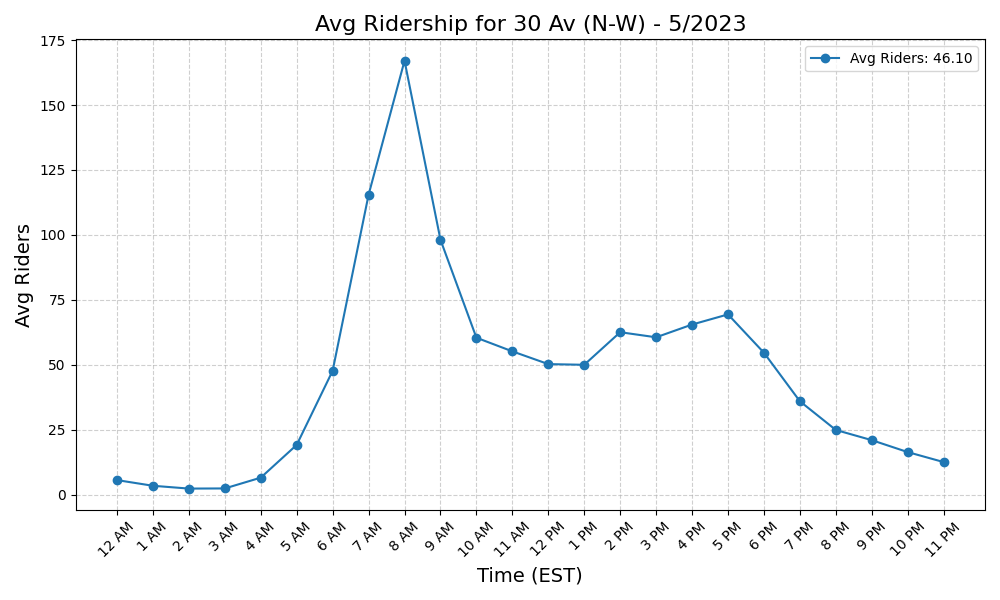 Avg Ridership for 30 Av (N-W) - 5/2023
Avg Riders: 46.10
Avg Riders
175
150
125
100
75
50
25
0
12 AM
1 AM
2 AM
3 AM
4 AM
5 AM
6 AM
7 AM
8 AM
9 AM
10 AM
11 AM
12 PM
1 PM
2 PM
3 PM
4 PM
5 PM
6 PM
7 PM
8 PM
9 PM
10 PM
11 PM
Time (EST)